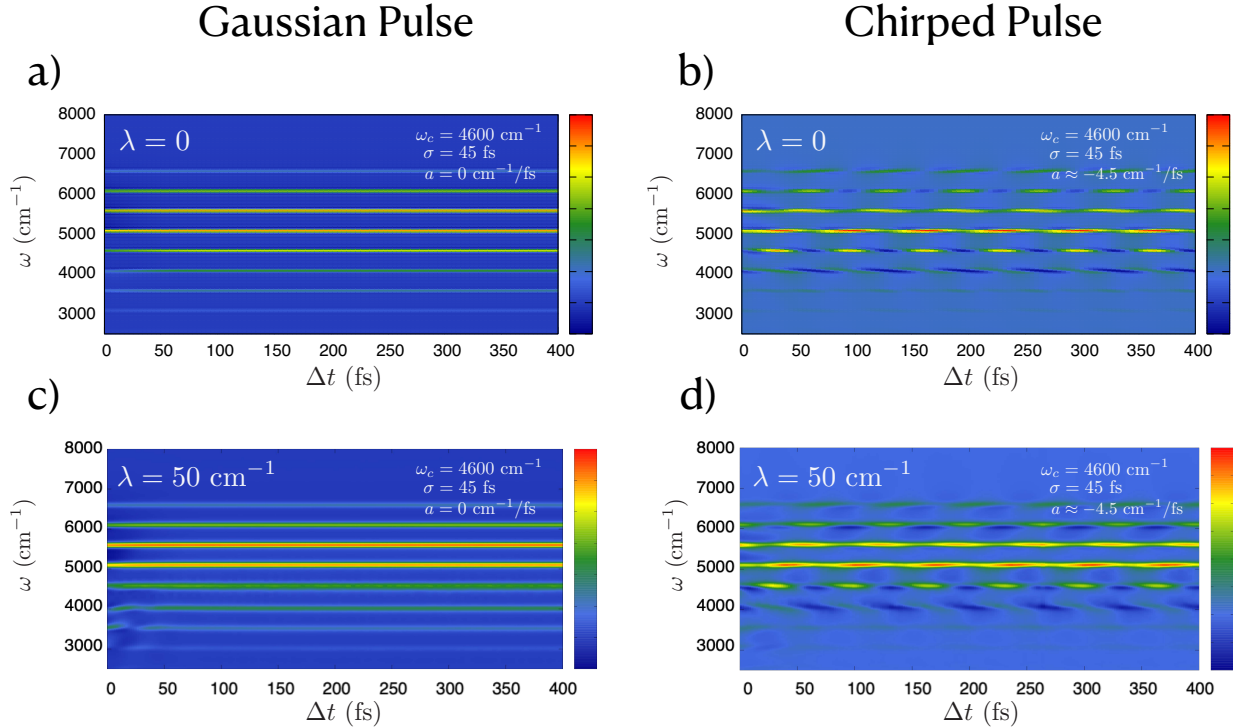 Gaussian Pulse
Chirped Pulse
a)
λ = 0
ω_c = 4600 cm⁻¹
σ = 45 fs
a = 0 cm⁻¹/fs
8000
7000
6000
5000
4000
3000
ω (cm⁻¹)
0 50 100 150 200 250 300 350 400
Δt (fs)
b)
λ = 0
ω_c = 4600 cm⁻¹
σ = 45 fs
a ≈ −4.5 cm⁻¹/fs
8000
7000
6000
5000
4000
3000
ω (cm⁻¹)
0 50 100 150 200 250 300 350 400
Δt (fs)
c)
λ = 50 cm⁻¹
ω_c = 4600 cm⁻¹
σ = 45 fs
a = 0 cm⁻¹/fs
8000
7000
6000
5000
4000
3000
ω (cm⁻¹)
0 50 100 150 200 250 300 350 400
Δt (fs)
d)
λ = 50 cm⁻¹
ω_c = 4600 cm⁻¹
σ = 45 fs
a ≈ −4.5 cm⁻¹/fs
8000
7000
6000
5000
4000
3000
ω (cm⁻¹)
0 50 100 150 200 250 300 350 400
Δt (fs)